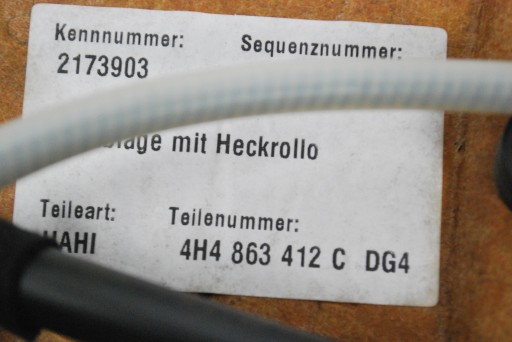 Kennnummer: Sequenznummer:
2173903
mit Heckrollo
Teileart: Teilenummer:
4H4 863 412 C DG4